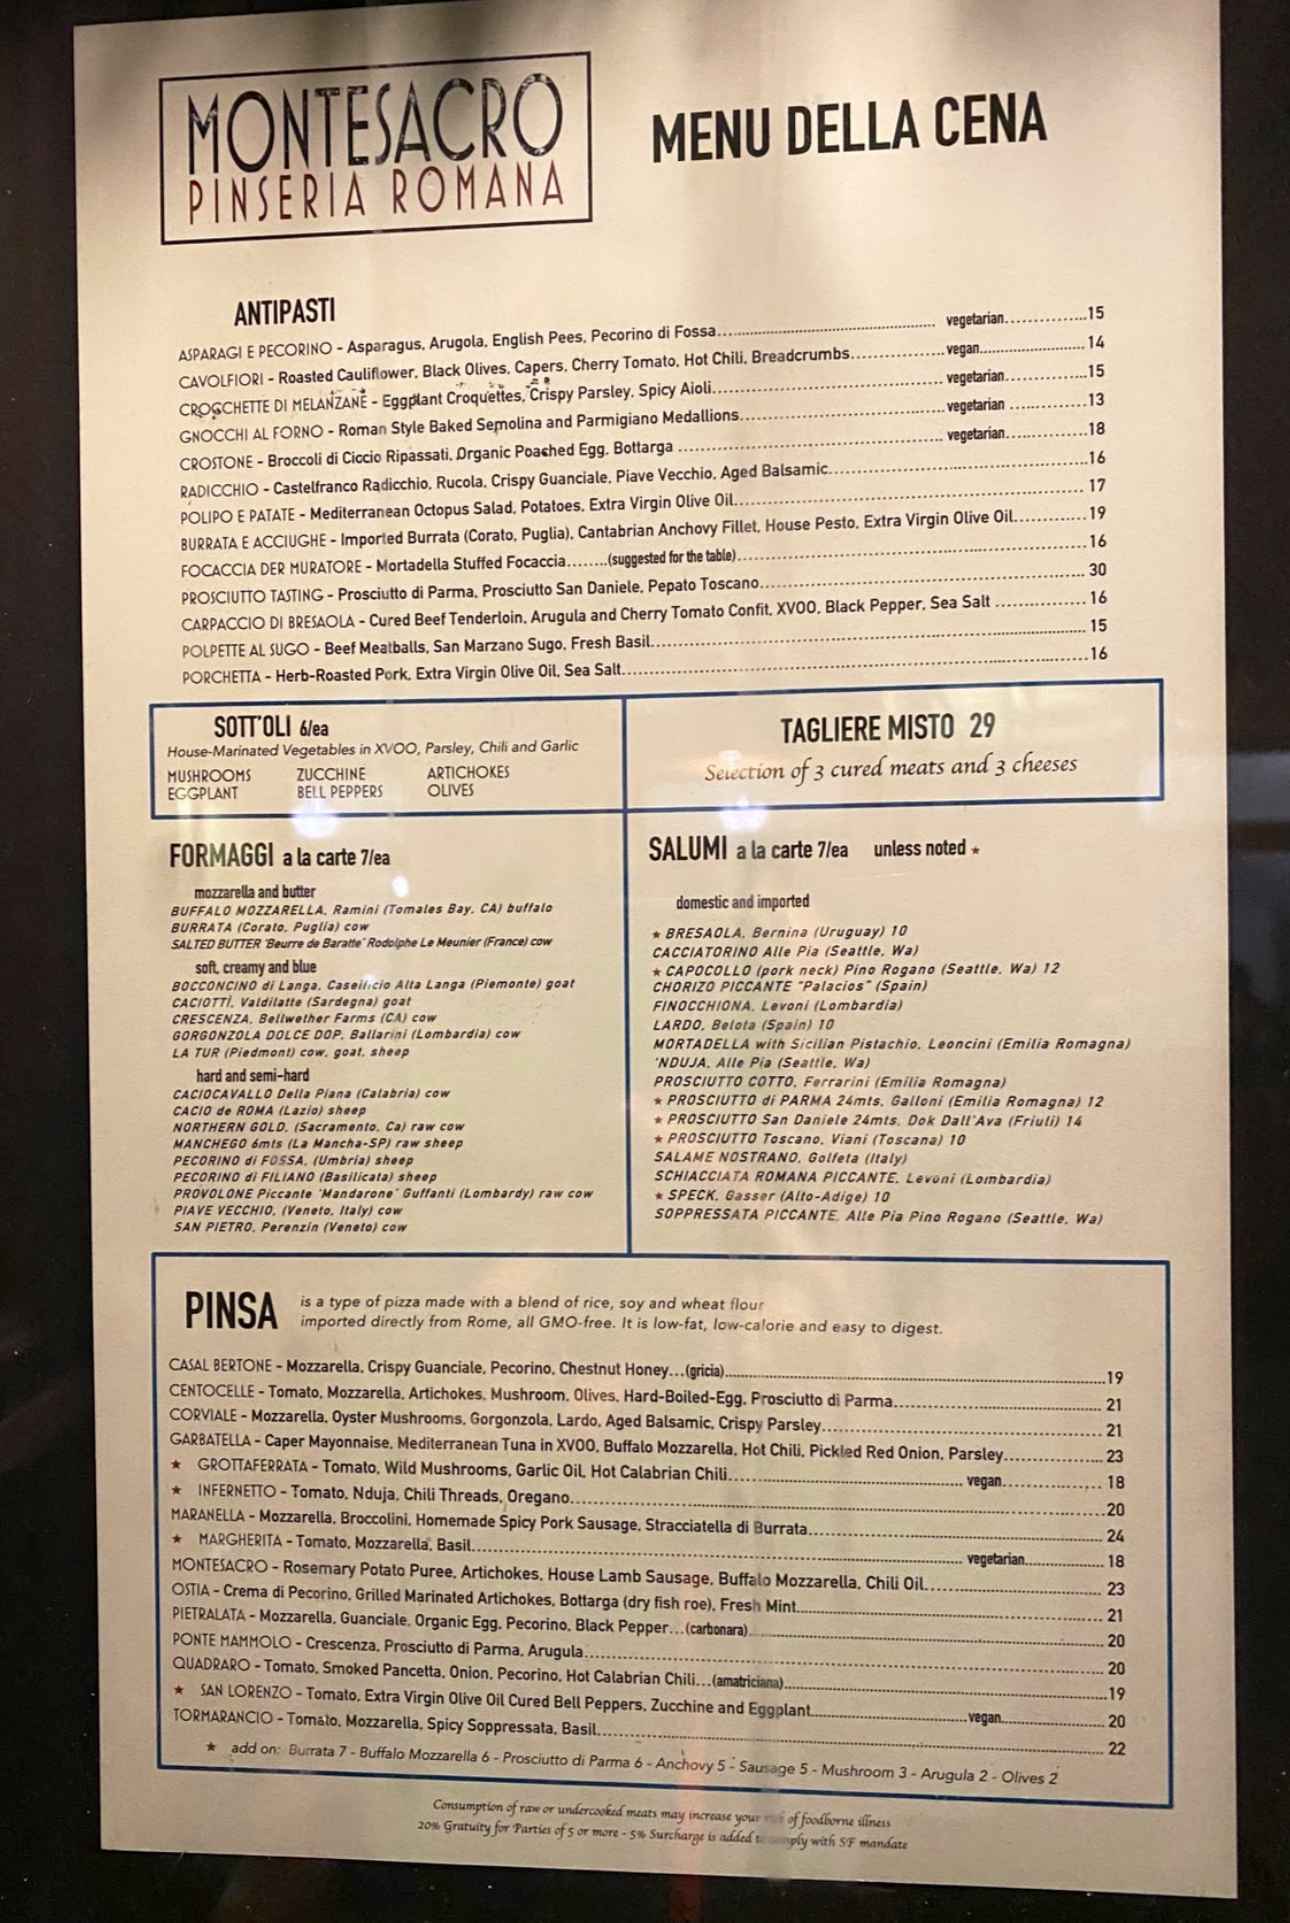 MONTESACRO
PINSERIA ROMANA
MENU DELLA CENA
ANTIPASTI
ASPARAGI E PECORINO - Asparagus, Arugola, English Pees, Pecorino di Fossa vegetarian 15
CAVOLFIORI - Roasted Cauliflower, Black Olives, Capers, Cherry Tomato, Hot Chili, Breadcrumbs vegan 14
CROCCHETTE DI MELANZANE - Eggplant Croquettes, Crispy Parsley, Spicy Aioli vegetarian 15
GNOCCHI AL FORNO - Roman Style Baked Semolina and Parmigiano Medallions vegetarian 13
CROSTONE - Broccoli di Ciccio Ripassati, Organic Poached Egg, Bottarga vegetarian 18
RADICCHIO - Castelfranco Radicchio, Rucola, Crispy Guanciale, Piave Vecchio, Aged Balsamic 16
POLIPO E PATATE - Mediterranean Octopus Salad, Potatoes, Extra Virgin Olive Oil 17
BURRATA E ACCIUGHE - Imported Burrata (Corato, Puglia), Cantabrian Anchovy Fillet, House Pesto, Extra Virgin Olive Oil 19
FOCACCIA DER MURATORE - Mortadella Stuffed Focaccia........(suggested for the table) 16
PROSCIUTTO TASTING - Prosciutto di Parma, Prosciutto San Daniele, Pepato Toscano 30
CARPACCIO DI BRESAOLA - Cured Beef Tenderloin, Arugula and Cherry Tomato Confit, XVOO, Black Pepper, Sea Salt 16
POLPETTE AL SUGO - Beef Meatballs, San Marzano Sugo, Fresh Basil 15
PORCHETTA - Herb-Roasted Pork, Extra Virgin Olive Oil, Sea Salt 16
SOTT'OLI 6/ea
House-Marinated Vegetables in XVOO, Parsley, Chili and Garlic
MUSHROOMS ZUCCHINE ARTICHOKES
EGGPLANT BELL PEPPERS OLIVES
TAGLIERE MISTO 29
Selection of 3 cured meats and 3 cheeses
FORMAGGI a la carte 7/ea
mozzarella and butter
BUFFALO MOZZARELLA, Ramini (Tomales Bay, CA) buffalo
BURRATA (Corato, Puglia) cow
SALTED BUTTER 'Beurre de Baratte' Rodolphe Le Meunier (France) cow
soft, creamy and blue
BOCCONCINO di Langa, Caseificio Alta Langa (Piemonte) goat
CACIOTTÌ, Valdilatte (Sardegna) goat
CRESCENZA, Bellwether Farms (CA) cow
GORGONZOLA DOLCE DOP, Ballarini (Lombardia) cow
LA TUR (Piedmont) cow, goat, sheep
hard and semi-hard
CACIOCAVALLO Della Piana (Calabria) cow
CACIO de ROMA (Lazio) sheep
NORTHERN GOLD, (Sacramento, Ca) raw cow
MANCHEGO 6mts (La Mancha-SP) raw sheep
PECORINO di FOSSA, (Umbria) sheep
PECORINO di FILIANO (Basilicata) sheep
PROVOLONE Piccante 'Mandarone' Guffanti (Lombardy) raw cow
PIAVE VECCHIO, (Veneto, Italy) cow
SAN PIETRO, Perenzin (Veneto) cow
SALUMI a la carte 7/ea unless noted ★
domestic and imported
★ BRESAOLA, Bernina (Uruguay) 10
CACCIATORINO Alle Pia (Seattle, Wa)
★ CAPOCOLLO (pork neck) Pino Rogano (Seattle, Wa) 12
CHORIZO PICCANTE "Palacios" (Spain)
FINOCCHIONA, Levoni (Lombardia)
LARDO, Belota (Spain) 10
MORTADELLA with Sicilian Pistachio, Leoncini (Emilia Romagna)
'NDUJA, Alle Pia (Seattle, Wa)
PROSCIUTTO COTTO, Ferrarini (Emilia Romagna)
★ PROSCIUTTO di PARMA 24mts, Galloni (Emilia Romagna) 12
★ PROSCIUTTO San Daniele 24mts, Dok Dall'Ava (Friuli) 14
★ PROSCIUTTO Toscano, Viani (Toscana) 10
SALAME NOSTRANO, Golfeta (Italy)
SCHIACCIATA ROMANA PICCANTE, Levoni (Lombardia)
★ SPECK, Gasser (Alto-Adige) 10
SOPPRESSATA PICCANTE, Alle Pia Pino Rogano (Seattle, Wa)
PINSA is a type of pizza made with a blend of rice, soy and wheat flour
imported directly from Rome, all GMO-free. It is low-fat, low-calorie and easy to digest.
CASAL BERTONE - Mozzarella, Crispy Guanciale, Pecorino, Chestnut Honey...(gricia) 19
CENTOCELLE - Tomato, Mozzarella, Artichokes, Mushroom, Olives, Hard-Boiled-Egg, Prosciutto di Parma 21
CORVIALE - Mozzarella, Oyster Mushrooms, Gorgonzola, Lardo, Aged Balsamic, Crispy Parsley 21
GARBATELLA - Caper Mayonnaise, Mediterranean Tuna in XVOO, Buffalo Mozzarella, Hot Chili, Pickled Red Onion, Parsley 23
★ GROTTAFERRATA - Tomato, Wild Mushrooms, Garlic Oil, Hot Calabrian Chili vegan 18
★ INFERNETTO - Tomato, Nduja, Chili Threads, Oregano 20
MARANELLA - Mozzarella, Broccolini, Homemade Spicy Pork Sausage, Stracciatella di Burrata 24
★ MARGHERITA - Tomato, Mozzarella, Basil vegetarian 18
MONTESACRO - Rosemary Potato Puree, Artichokes, House Lamb Sausage, Buffalo Mozzarella, Chili Oil 23
OSTIA - Crema di Pecorino, Grilled Marinated Artichokes, Bottarga (dry fish roe), Fresh Mint 21
PIETRALATA - Mozzarella, Guanciale, Organic Egg, Pecorino, Black Pepper...(carbonara) 20
PONTE MAMMOLO - Crescenza, Prosciutto di Parma, Arugula 20
QUADRARO - Tomato, Smoked Pancetta, Onion, Pecorino, Hot Calabrian Chili...(amatriciana) 19
★ SAN LORENZO - Tomato, Extra Virgin Olive Oil Cured Bell Peppers, Zucchine and Eggplant vegan 20
TORMARANCIO - Tomato, Mozzarella, Spicy Soppressata, Basil 22
★ add on: Burrata 7 - Buffalo Mozzarella 6 - Prosciutto di Parma 6 - Anchovy 5 - Sausage 5 - Mushroom 3 - Arugula 2 - Olives 2
Consumption of raw or undercooked meats may increase your of foodborne illness
20% Gratuity for Parties of 5 or more - 5% Surcharge is added with SF mandate